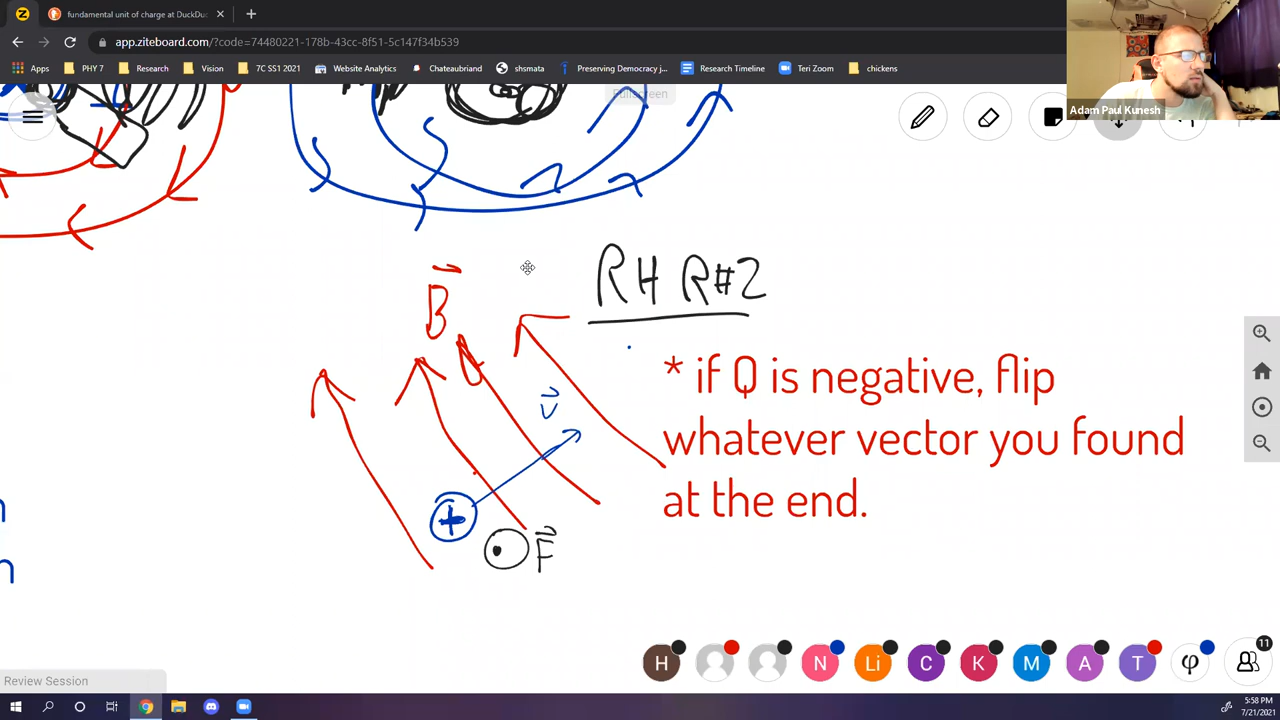 fundamental unit of charge at DuckDuc
app.ziteboard.com/?code=74480221-178b-43cc-8f51-5c147f34b539
Apps
PHY 7
Research
Vision
7C SS1 2021
Website Analytics
Chateaubriand
shsmata
Preserving Democracy j...
Research Timeline
Teri Zoom
chickens
Fullscreen
Adam Paul Kunesh
RHR#2
B
* if Q is negative, flip
whatever vector you found
at the end.
v
+
F
n
n
H
N
Li
C
K
M
A
T
φ
11
Review Session
5:58 PM
7/21/2021